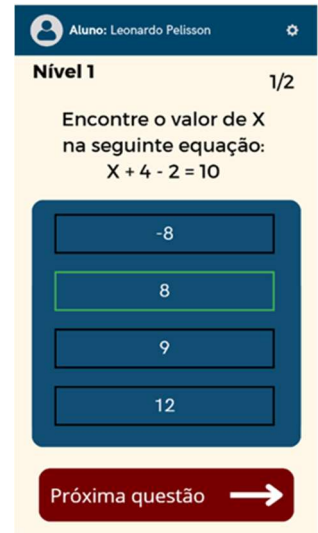 Aluno: Leonardo Pelisson
Nível 1
1/2
Encontre o valor de X
na seguinte equação:
X + 4 - 2 = 10
-8
8
9
12
Próxima questão